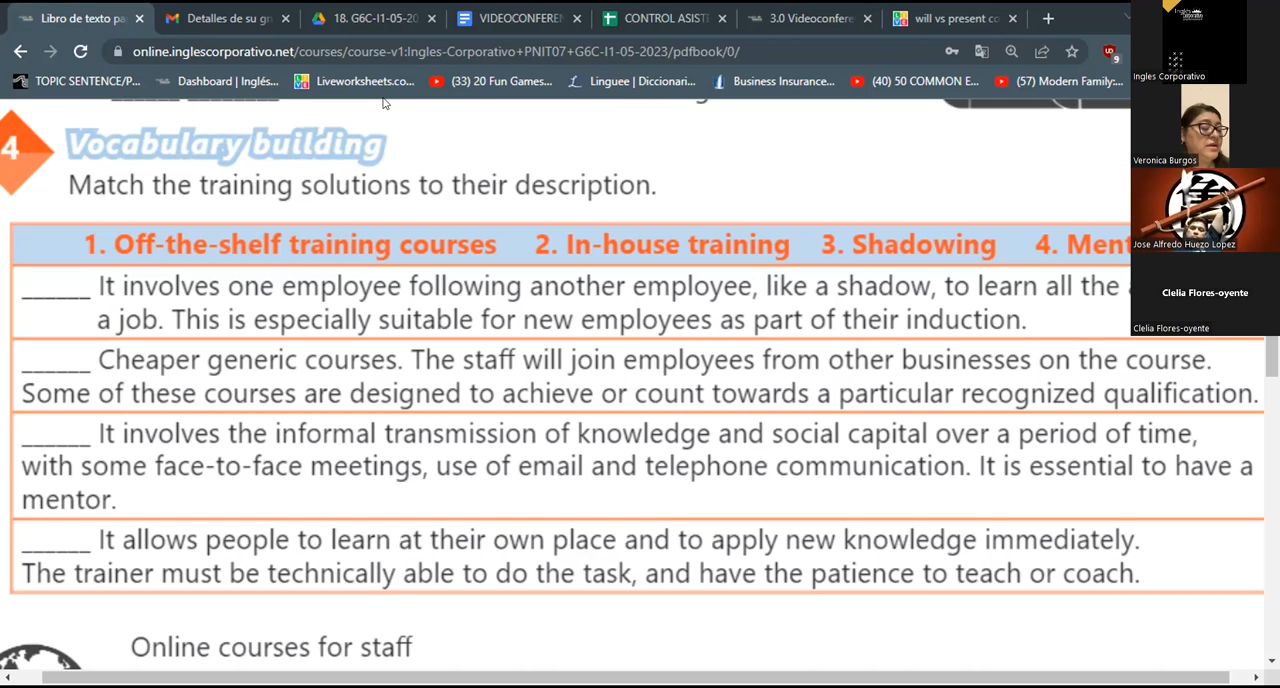 Libro de texto pa
Detalles de su gr
18. G6C-I1-05-20
VIDEOCONFEREN
CONTROL ASIST
3.0 Videoconfere
will vs present co
online.inglescorporativo.net/courses/course-v1:Ingles-Corporativo+PNIT07+G6C-I1-05-2023/pdfbook/0/
TOPIC SENTENCE/P...
Dashboard | Inglés...
Liveworksheets.co...
(33) 20 Fun Games...
Linguee | Diccionari...
Business Insurance...
(40) 50 COMMON E...
(57) Modern Family:...
Ingles Corporativo
Veronica Burgos
Jose Alfredo Huezo Lopez
Clelia Flores-oyente
Clelia Flores-oyente
4 Vocabulary building
Match the training solutions to their description.
1. Off-the-shelf training courses 2. In-house training 3. Shadowing 4. Ment
______ It involves one employee following another employee, like a shadow, to learn all the
a job. This is especially suitable for new employees as part of their induction.
______ Cheaper generic courses. The staff will join employees from other businesses on the course.
Some of these courses are designed to achieve or count towards a particular recognized qualification.
______ It involves the informal transmission of knowledge and social capital over a period of time,
with some face-to-face meetings, use of email and telephone communication. It is essential to have a
mentor.
______ It allows people to learn at their own place and to apply new knowledge immediately.
The trainer must be technically able to do the task, and have the patience to teach or coach.
Online courses for staff